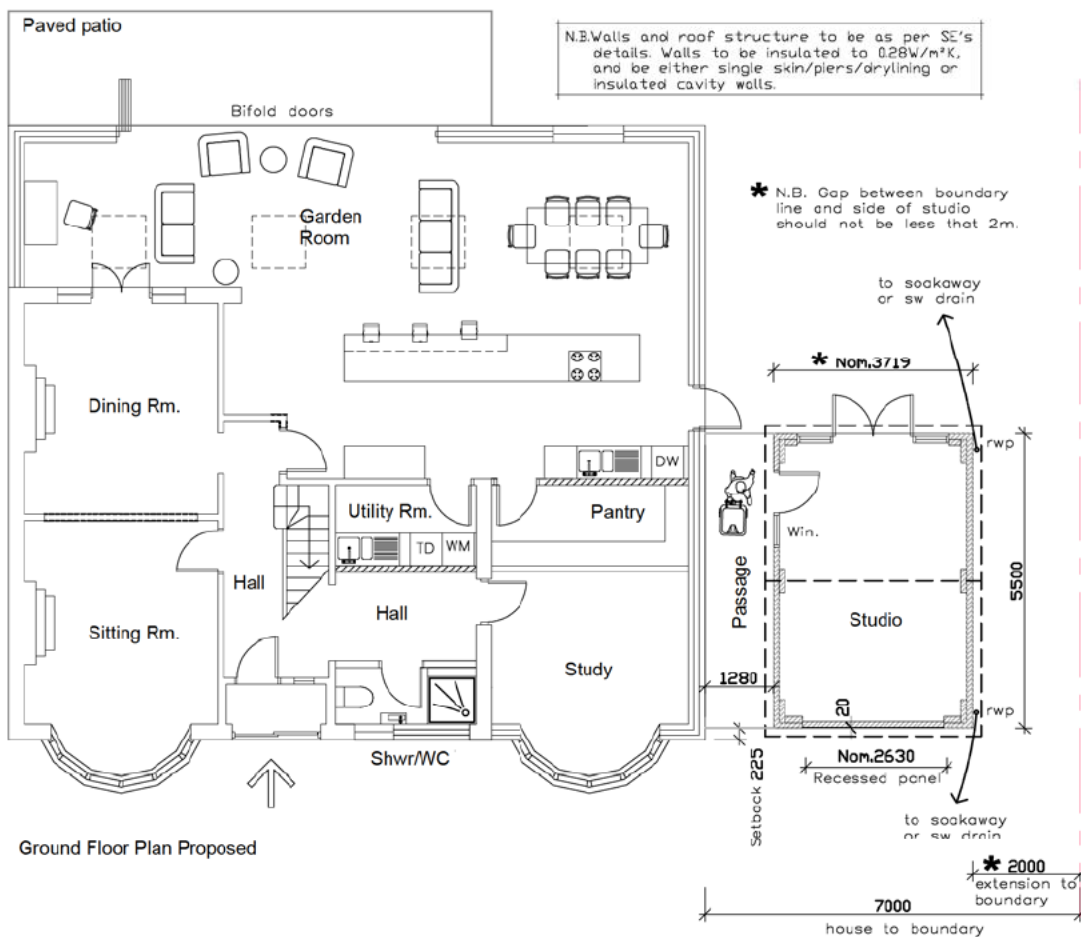 Paved patio
N.B.Walls and roof structure to be as per SE's
details. Walls to be insulated to 0.28W/m²K,
and be either single skin/piers/drylining or
insulated cavity walls.
Bifold doors
* N.B. Gap between boundary
line and side of studio
should not be less that 2m.
Garden
Room
to soakaway
or sw drain
* Nom.3719
Dining Rm.
rwp
DW
Utility Rm.
Pantry
TD
WM
Win.
Passage
5500
Hall
Hall
Sitting Rm.
Studio
Study
1280
20
rwp
Shwr/WC
Nom.2630
Recessed panel
Setback 225
to soakaway
or sw drain
Ground Floor Plan Proposed
* 2000
extension to
boundary
7000
house to boundary